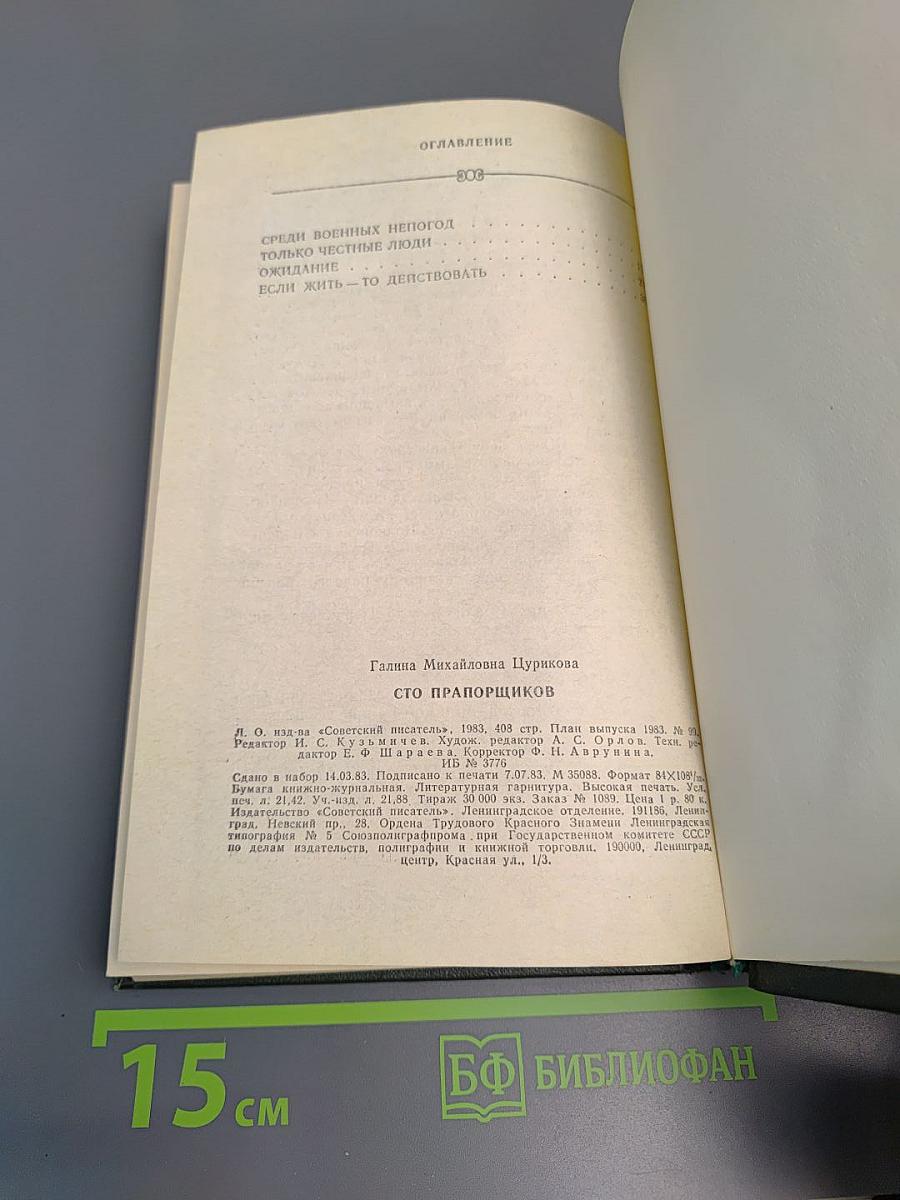 ОГЛАВЛЕНИЕ
СРЕДИ ВОЕННЫХ НЕПОГОД . . . . . . . . .
ТОЛЬКО ЧЕСТНЫЕ ЛЮДИ . . . . . . . . . .
ОЖИДАНИЕ . . . . . . . . . . . . . .
ЕСЛИ ЖИТЬ — ТО ДЕЙСТВОВАТЬ . . . . . . .
Галина Михайловна Цурикова
СТО ПРАПОРЩИКОВ
Л. О. изд-ва «Советский писатель», 1983, 408 стр. План выпуска 1983. №
Редактор И. С. Кузьмичев. Худож. редактор А. С. Орлов. Техн. ре-
дактор Е. Ф. Шараева. Корректор Ф. Н. Аврунина.
ИБ № 3776
Сдано в набор 14.03.83. Подписано к печати 7.07.83. М 35088. Формат 84×108¹/₃₂.
Бумага книжно-журнальная. Литературная гарнитура. Высокая печать. Усл.
печ. л. 21,42. Уч.-изд. л. 21,88. Тираж 30 000 экз. Заказ № 1089. Цена 1 р. 80 к.
Издательство «Советский писатель». Ленинградское отделение. 191186, Ленин-
град, Невский пр., 28. Ордена Трудового Красного Знамени Ленинградская
типография № 5 Союзполиграфпрома при Государственном комитете СССР
по делам издательств, полиграфии и книжной торговли. 190000, Ленинград,
центр, Красная ул., 1/3.
15 см
БФ БИБЛИОФАН